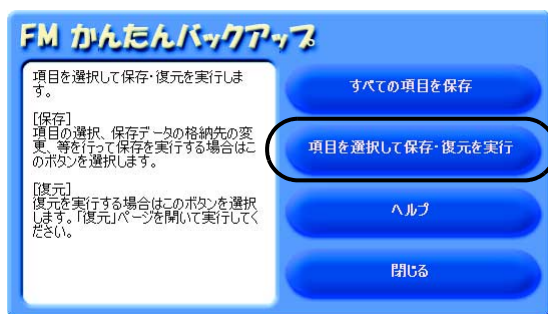 FM かんたんバックアップ
項目を選択して保存･復元を実行しま
す。
[保存]
項目の選択、保存データの格納先の変
更、等を行って保存を実行する場合はこ
のボタンを選択します。
[復元]
復元を実行する場合はこのボタンを選択
します。「復元」ページを開いて実行してく
ださい。
すべての項目を保存
項目を選択して保存･復元を実行
ヘルプ
閉じる